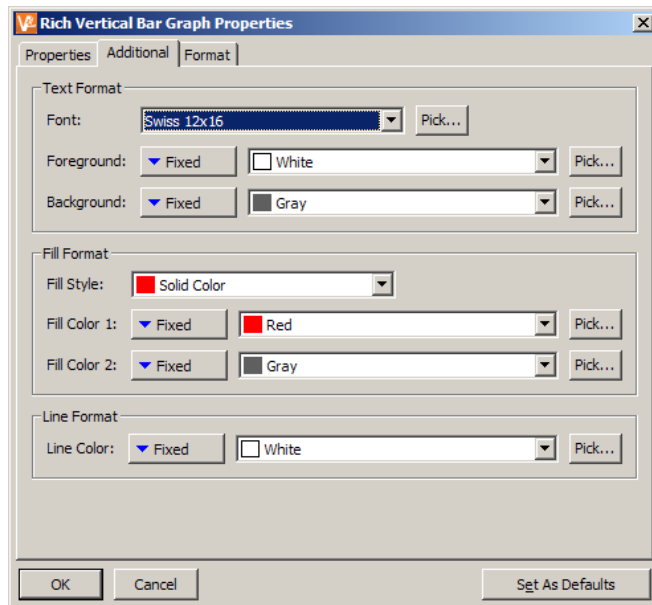 Rich Vertical Bar Graph Properties
Properties Additional Format
Text Format
Font: Swiss 12x16 Pick...
Foreground: Fixed White Pick...
Background: Fixed Gray Pick...
Fill Format
Fill Style: Solid Color
Fill Color 1: Fixed Red Pick...
Fill Color 2: Fixed Gray Pick...
Line Format
Line Color: Fixed White Pick...
OK Cancel Set As Defaults